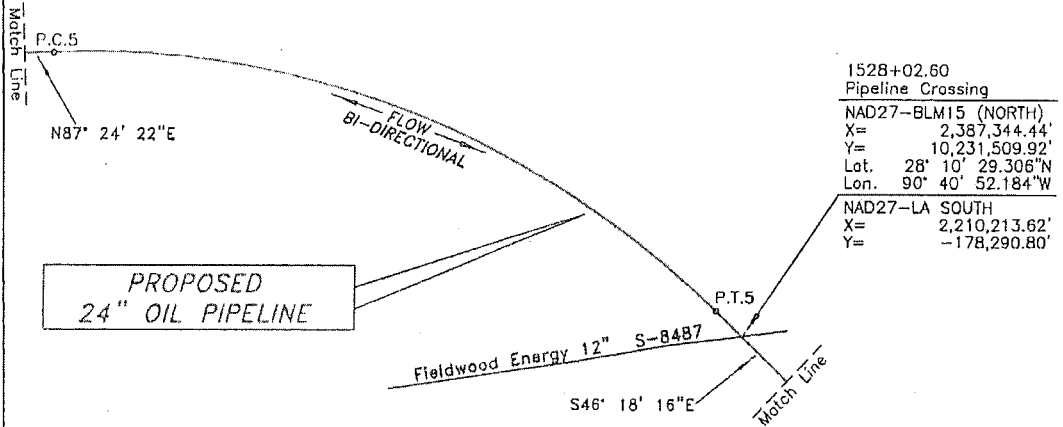 Match Line
P.C.5
N87° 24' 22"E
FLOW
BI-DIRECTIONAL
1528+02.60
Pipeline Crossing
NAD27-BLM15 (NORTH)
X= 2,387,344.44'
Y= 10,231,509.92'
Lat. 28° 10' 29.306"N
Lon. 90° 40' 52.184"W
NAD27-LA SOUTH
X= 2,210,213.62'
Y= -178,290.80'
PROPOSED
24" OIL PIPELINE
P.T.5
Fieldwood Energy 12" S-8487
S46° 18' 16"E
Match Line